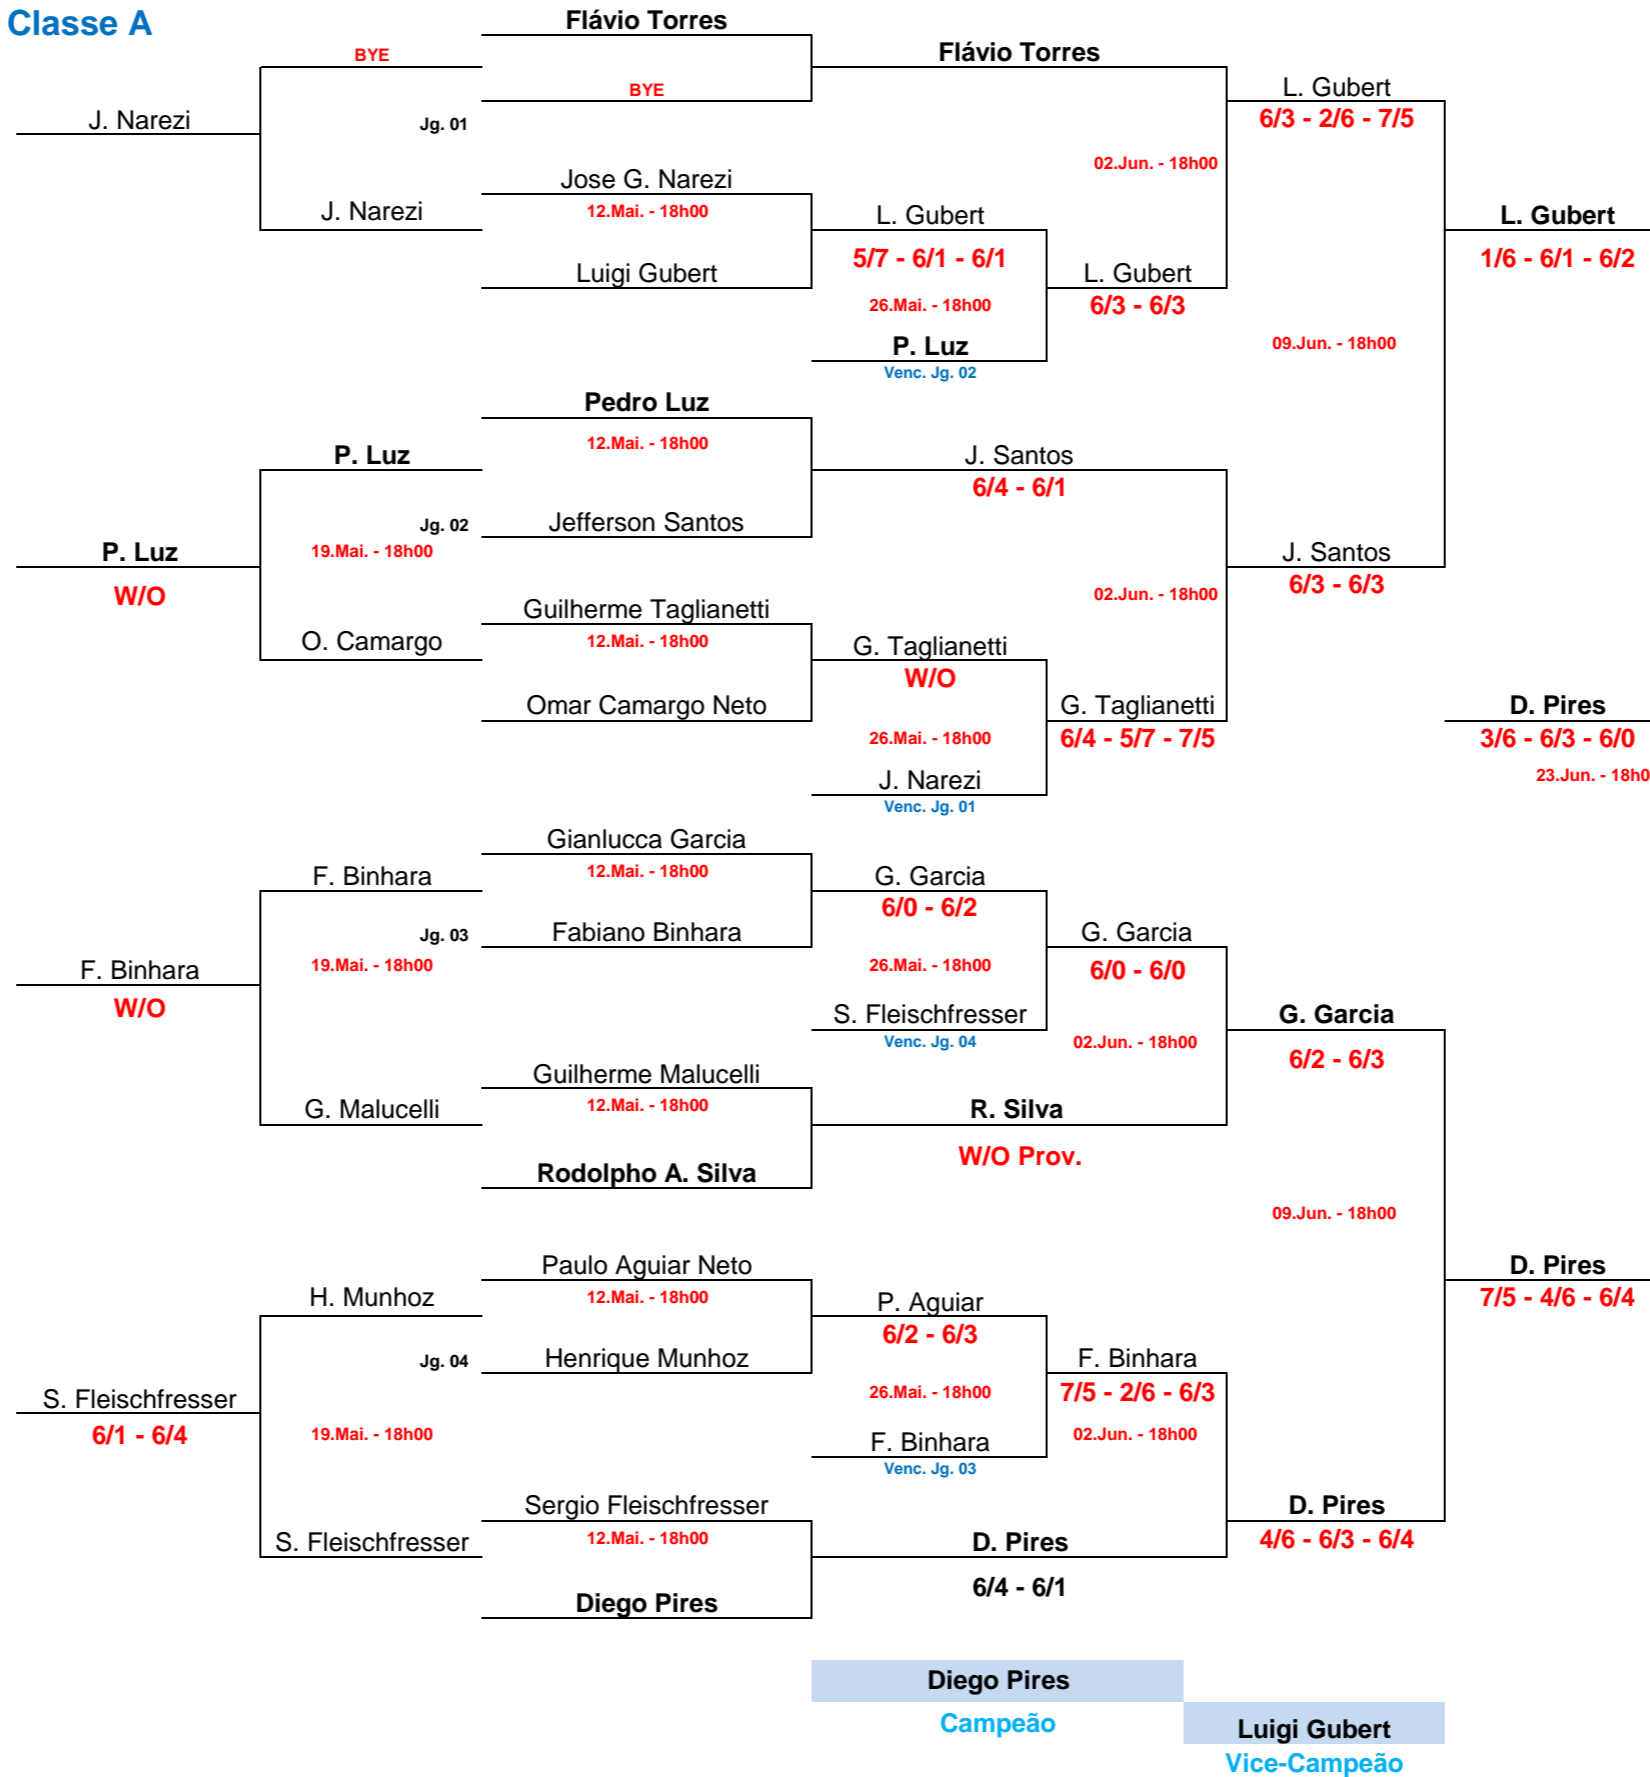 Classe A
Flávio Torres
BYE
Flávio Torres
BYE
L. Gubert
J. Narezi
Jg. 01
6/3 - 2/6 - 7/5
02.Jun. - 18h00
Jose G. Narezi
J. Narezi
12.Mai. - 18h00
L. Gubert
L. Gubert
5/7 - 6/1 - 6/1
1/6 - 6/1 - 6/2
Luigi Gubert
L. Gubert
26.Mai. - 18h00
6/3 - 6/3
P. Luz
09.Jun. - 18h00
Venc. Jg. 02
Pedro Luz
12.Mai. - 18h00
P. Luz
J. Santos
6/4 - 6/1
Jg. 02
Jefferson Santos
P. Luz
19.Mai. - 18h00
J. Santos
W/O
6/3 - 6/3
02.Jun. - 18h00
Guilherme Taglianetti
O. Camargo
12.Mai. - 18h00
G. Taglianetti
W/O
Omar Camargo Neto
G. Taglianetti
D. Pires
26.Mai. - 18h00
6/4 - 5/7 - 7/5
3/6 - 6/3 - 6/0
J. Narezi
23.Jun. - 18h0
Venc. Jg. 01
Gianlucca Garcia
F. Binhara
12.Mai. - 18h00
G. Garcia
6/0 - 6/2
Jg. 03
Fabiano Binhara
G. Garcia
F. Binhara
19.Mai. - 18h00
26.Mai. - 18h00
6/0 - 6/0
W/O
S. Fleischfresser
G. Garcia
Venc. Jg. 04
02.Jun. - 18h00
6/2 - 6/3
Guilherme Malucelli
G. Malucelli
12.Mai. - 18h00
R. Silva
W/O Prov.
Rodolpho A. Silva
09.Jun. - 18h00
Paulo Aguiar Neto
D. Pires
H. Munhoz
12.Mai. - 18h00
P. Aguiar
7/5 - 4/6 - 6/4
6/2 - 6/3
Jg. 04
Henrique Munhoz
F. Binhara
S. Fleischfresser
26.Mai. - 18h00
7/5 - 2/6 - 6/3
6/1 - 6/4
19.Mai. - 18h00
F. Binhara
02.Jun. - 18h00
Venc. Jg. 03
Sergio Fleischfresser
D. Pires
S. Fleischfresser
12.Mai. - 18h00
D. Pires
4/6 - 6/3 - 6/4
6/4 - 6/1
Diego Pires
Diego Pires
Campeão
Luigi Gubert
Vice-Campeão